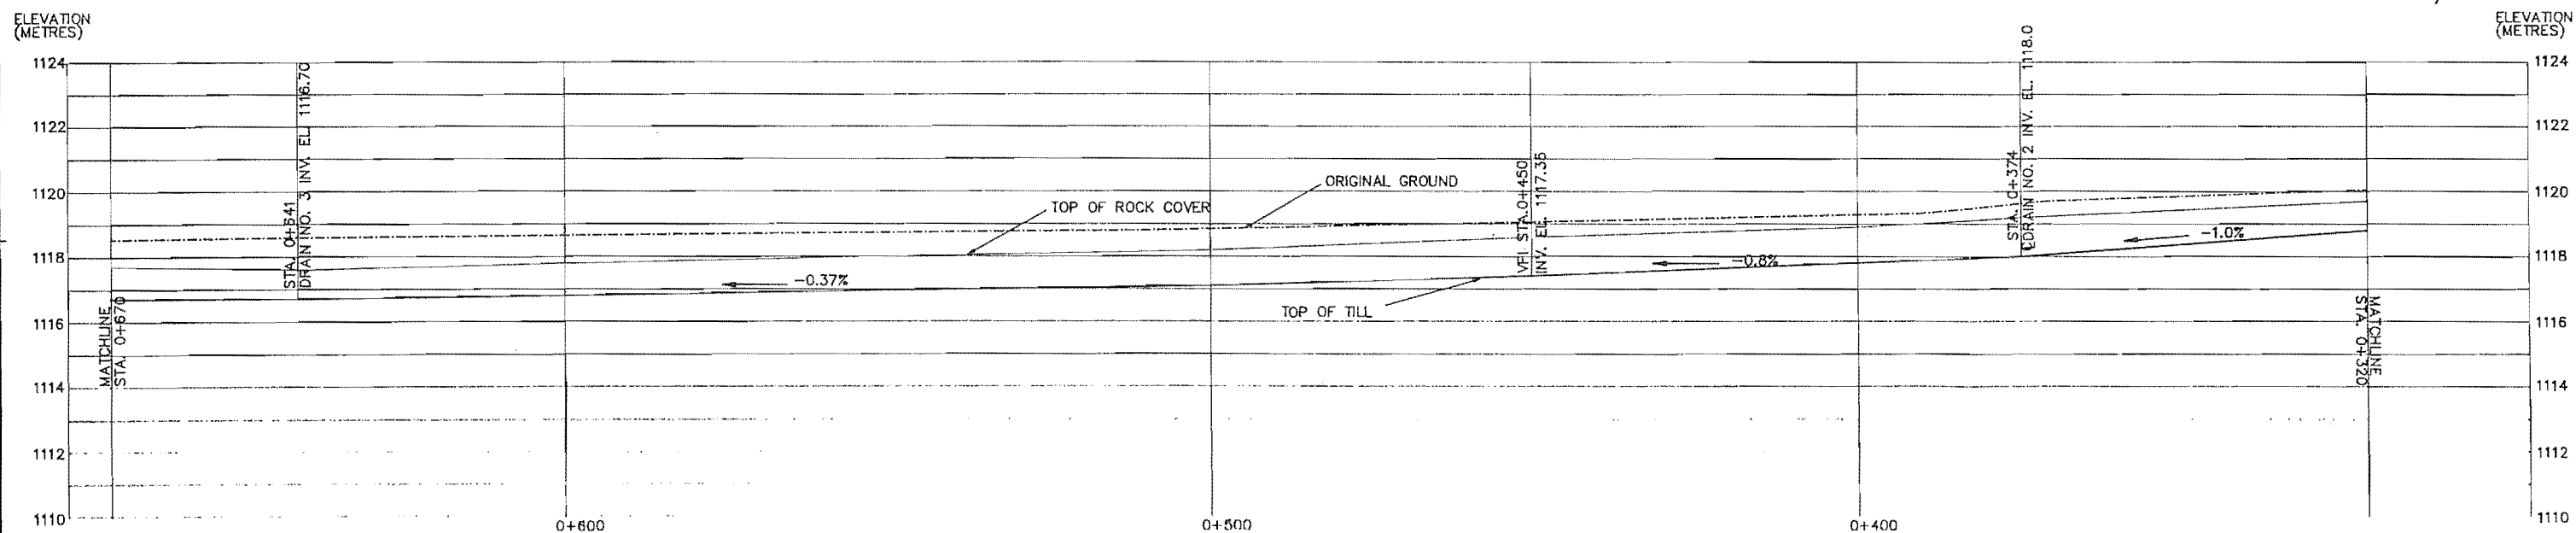 ELEVATION
(METRES)
ELEVATION
(METRES)
1124
1122
1120
1118
1116
1114
1112
1110
1124
1122
1120
1118
1116
1114
1112
1110
MATCHLINE
STA. 0+670
STA. 0+641
DRAIN NO. 3 INV. EL. 1116.70
TOP OF ROCK COVER
ORIGINAL GROUND
-0.37%
TOP OF TILL
VPI STA.0+450
INV. EL. 1117.35
-0.8%
STA. 0+374
DRAIN NO. 2 INV. EL. 1118.0
-1.0%
MATCHLINE
STA. 0+320
0+600
0+500
0+400